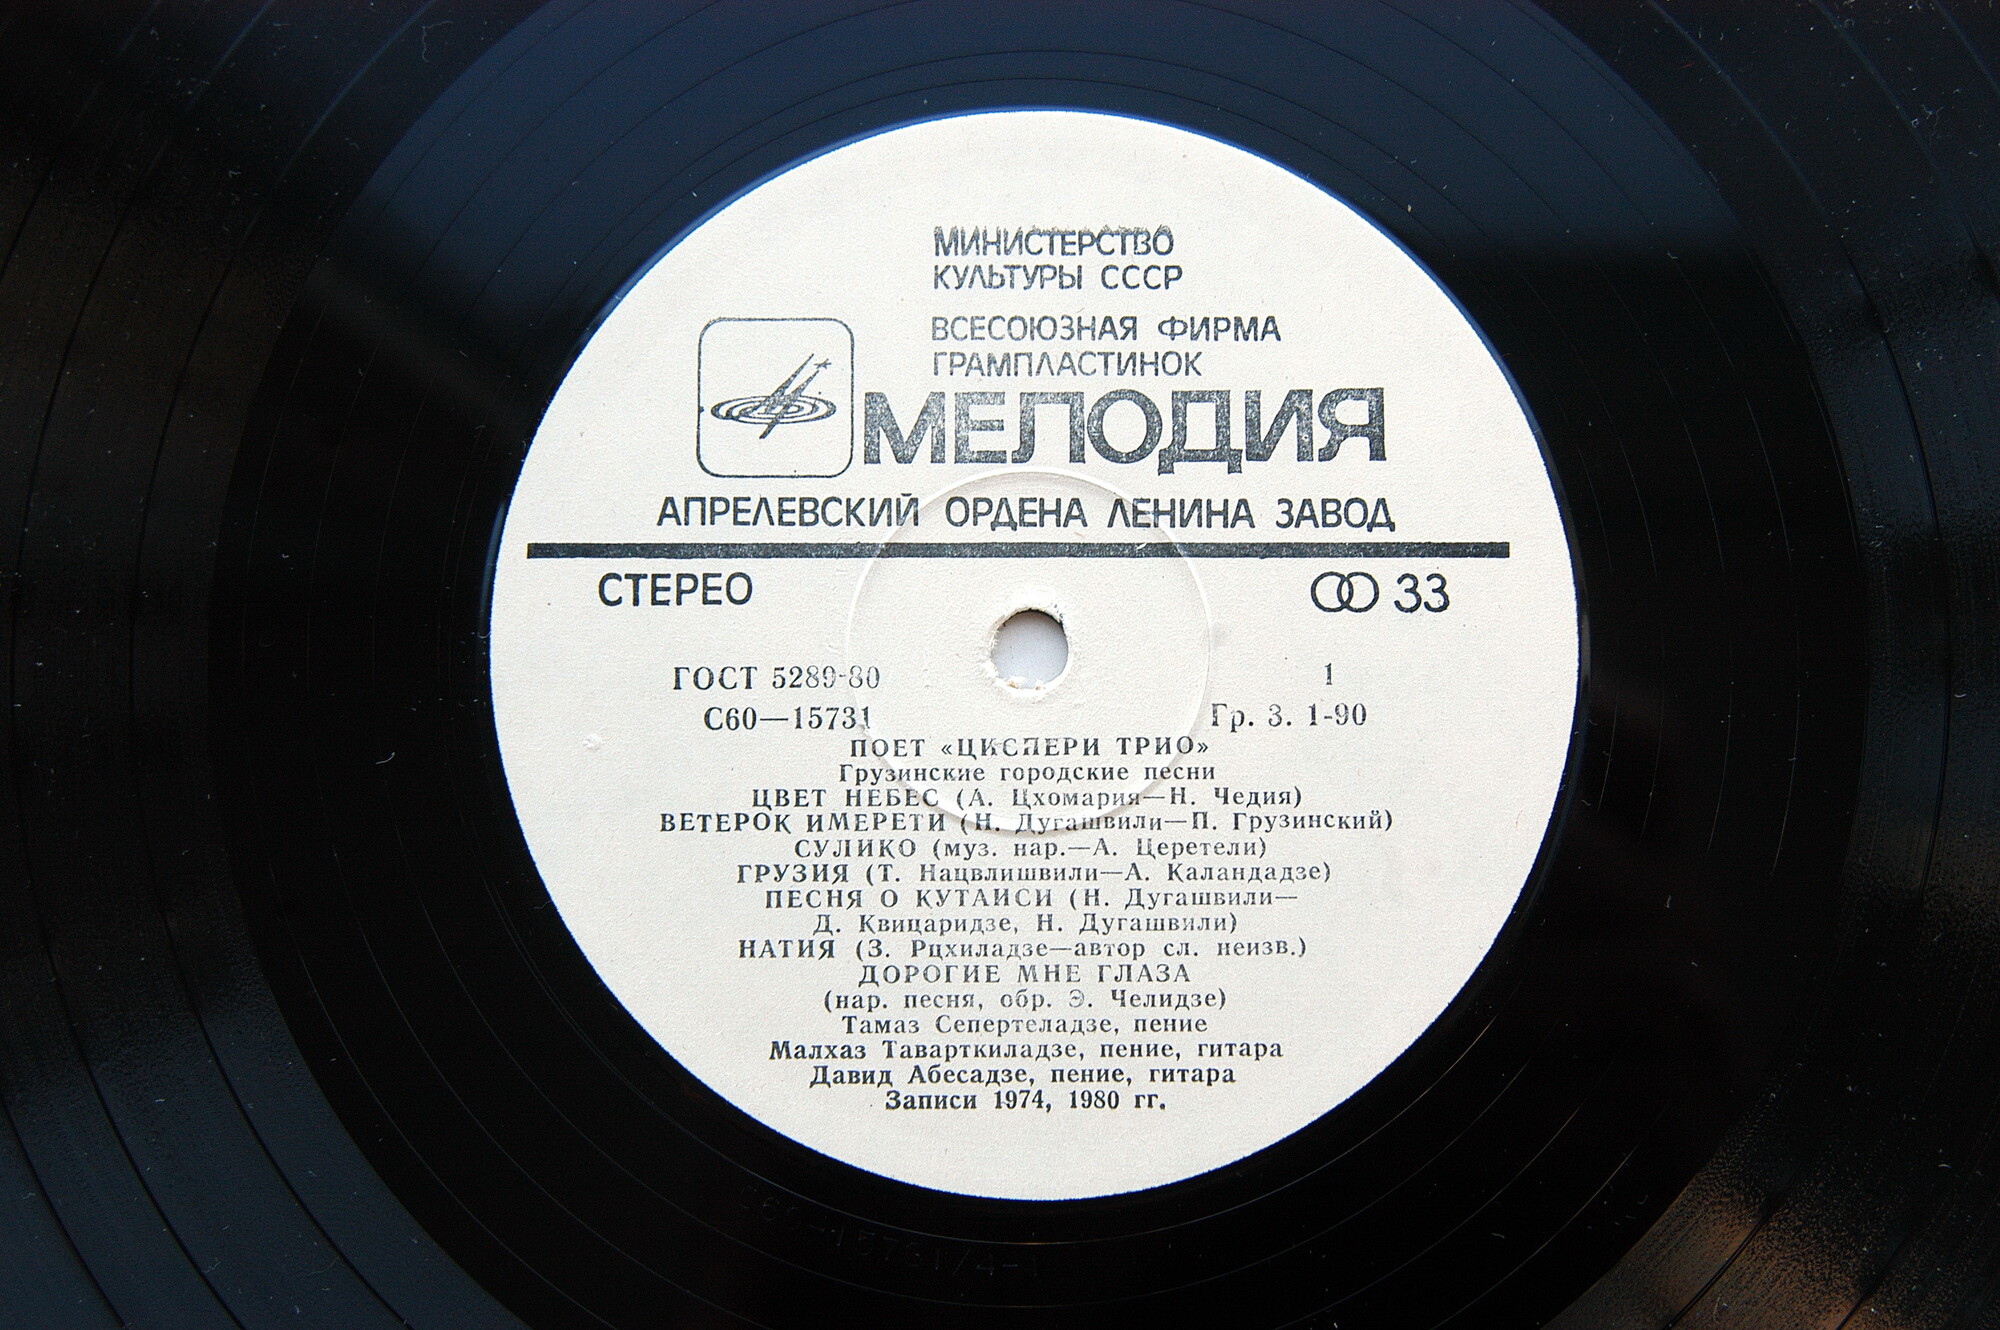 МИНИСТЕРСТВО
КУЛЬТУРЫ СССР
ВСЕСОЮЗНАЯ ФИРМА
ГРАМПЛАСТИНОК
МЕЛОДИЯ
АПРЕЛЕВСКИЙ ОРДЕНА ЛЕНИНА ЗАВОД
СТЕРЕО 33
ГОСТ 5289-80 1
С60—15731 Гр. 3. 1-90
ПОЕТ «ЦИСПЕРИ ТРИО»
Грузинские городские песни
ЦВЕТ НЕБЕС (А. Цхомария—Н. Чедия)
ВЕТЕРОК ИМЕРЕТИ (Н. Дугашвили—П. Грузинский)
СУЛИКО (муз. нар.—А. Церетели)
ГРУЗИЯ (Т. Нацвлишвили—А. Каландадзе)
ПЕСНЯ О КУТАИСИ (Н. Дугашвили—
Д. Квицаридзе, Н. Дугашвили)
НАТИЯ (З. Рцхиладзе—автор сл. неизв.)
ДОРОГИЕ МНЕ ГЛАЗА
(нар. песня, обр. Э. Челидзе)
Тамаз Сепертеладзе, пение
Малхаз Таварткиладзе, пение, гитара
Давид Абесадзе, пение, гитара
Записи 1974, 1980 гг.